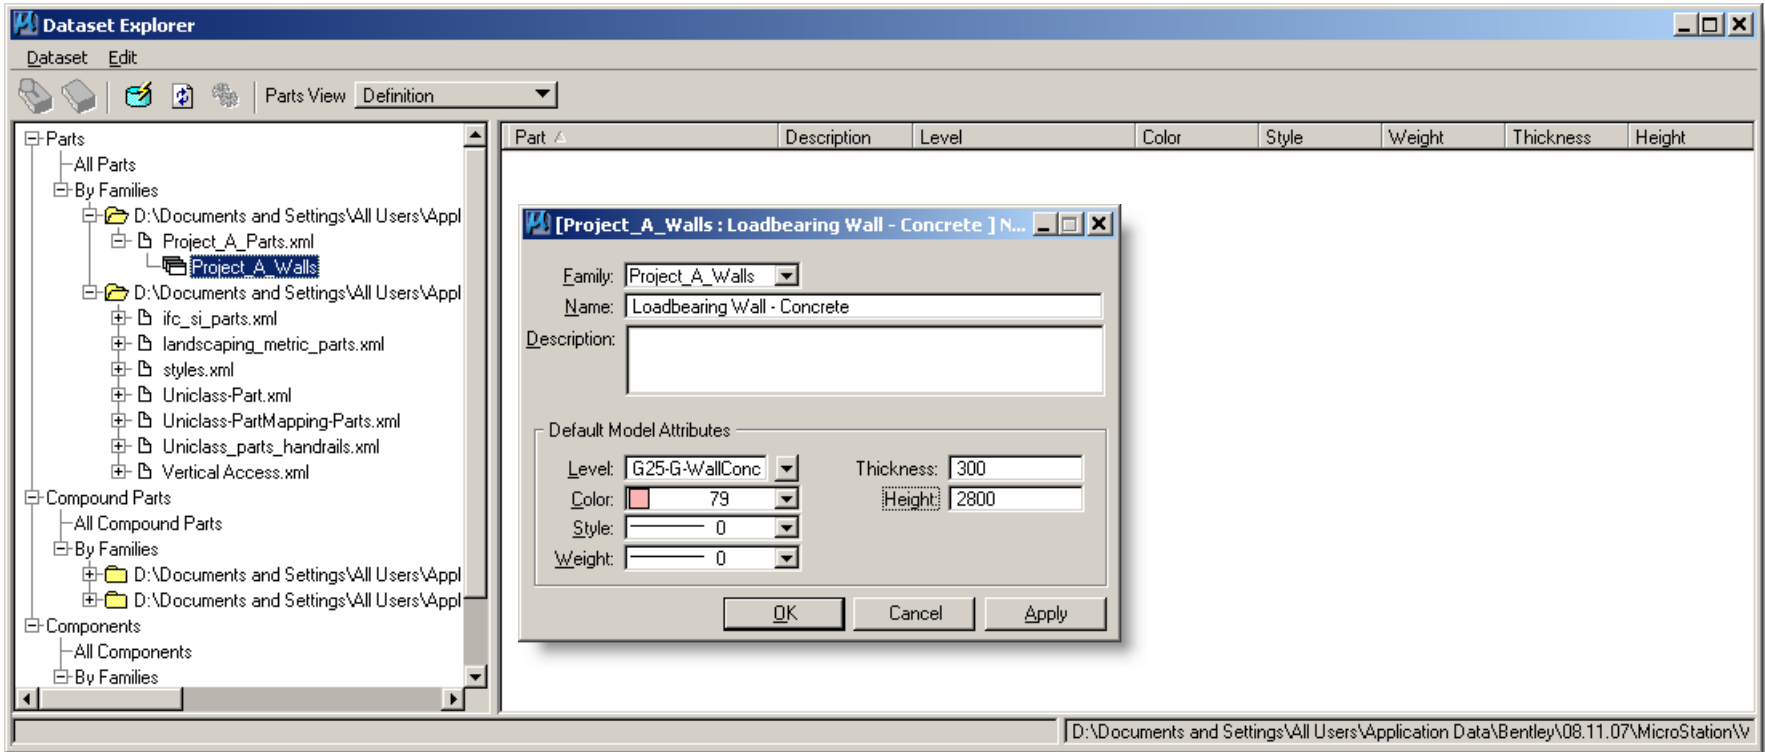 Dataset Explorer
Dataset Edit
Parts View Definition
Parts
All Parts
By Families
D:\Documents and Settings\All Users\Appl
Project_A_Parts.xml
Project_A_Walls
D:\Documents and Settings\All Users\Appl
ifc_si_parts.xml
landscaping_metric_parts.xml
styles.xml
Uniclass-Part.xml
Uniclass-PartMapping-Parts.xml
Uniclass_parts_handrails.xml
Vertical Access.xml
Compound Parts
All Compound Parts
By Families
D:\Documents and Settings\All Users\Appl
D:\Documents and Settings\All Users\Appl
Components
All Components
By Families
Part Description Level Color Style Weight Thickness Height
[Project_A_Walls : Loadbearing Wall - Concrete ] N...
Family: Project_A_Walls
Name: Loadbearing Wall - Concrete
Description:
Default Model Attributes
Level: G25-G-WallConc Thickness: 300
Color: 79 Height: 2800
Style: 0
Weight: 0
OK Cancel Apply
D:\Documents and Settings\All Users\Application Data\Bentley\08.11.07\MicroStation\V